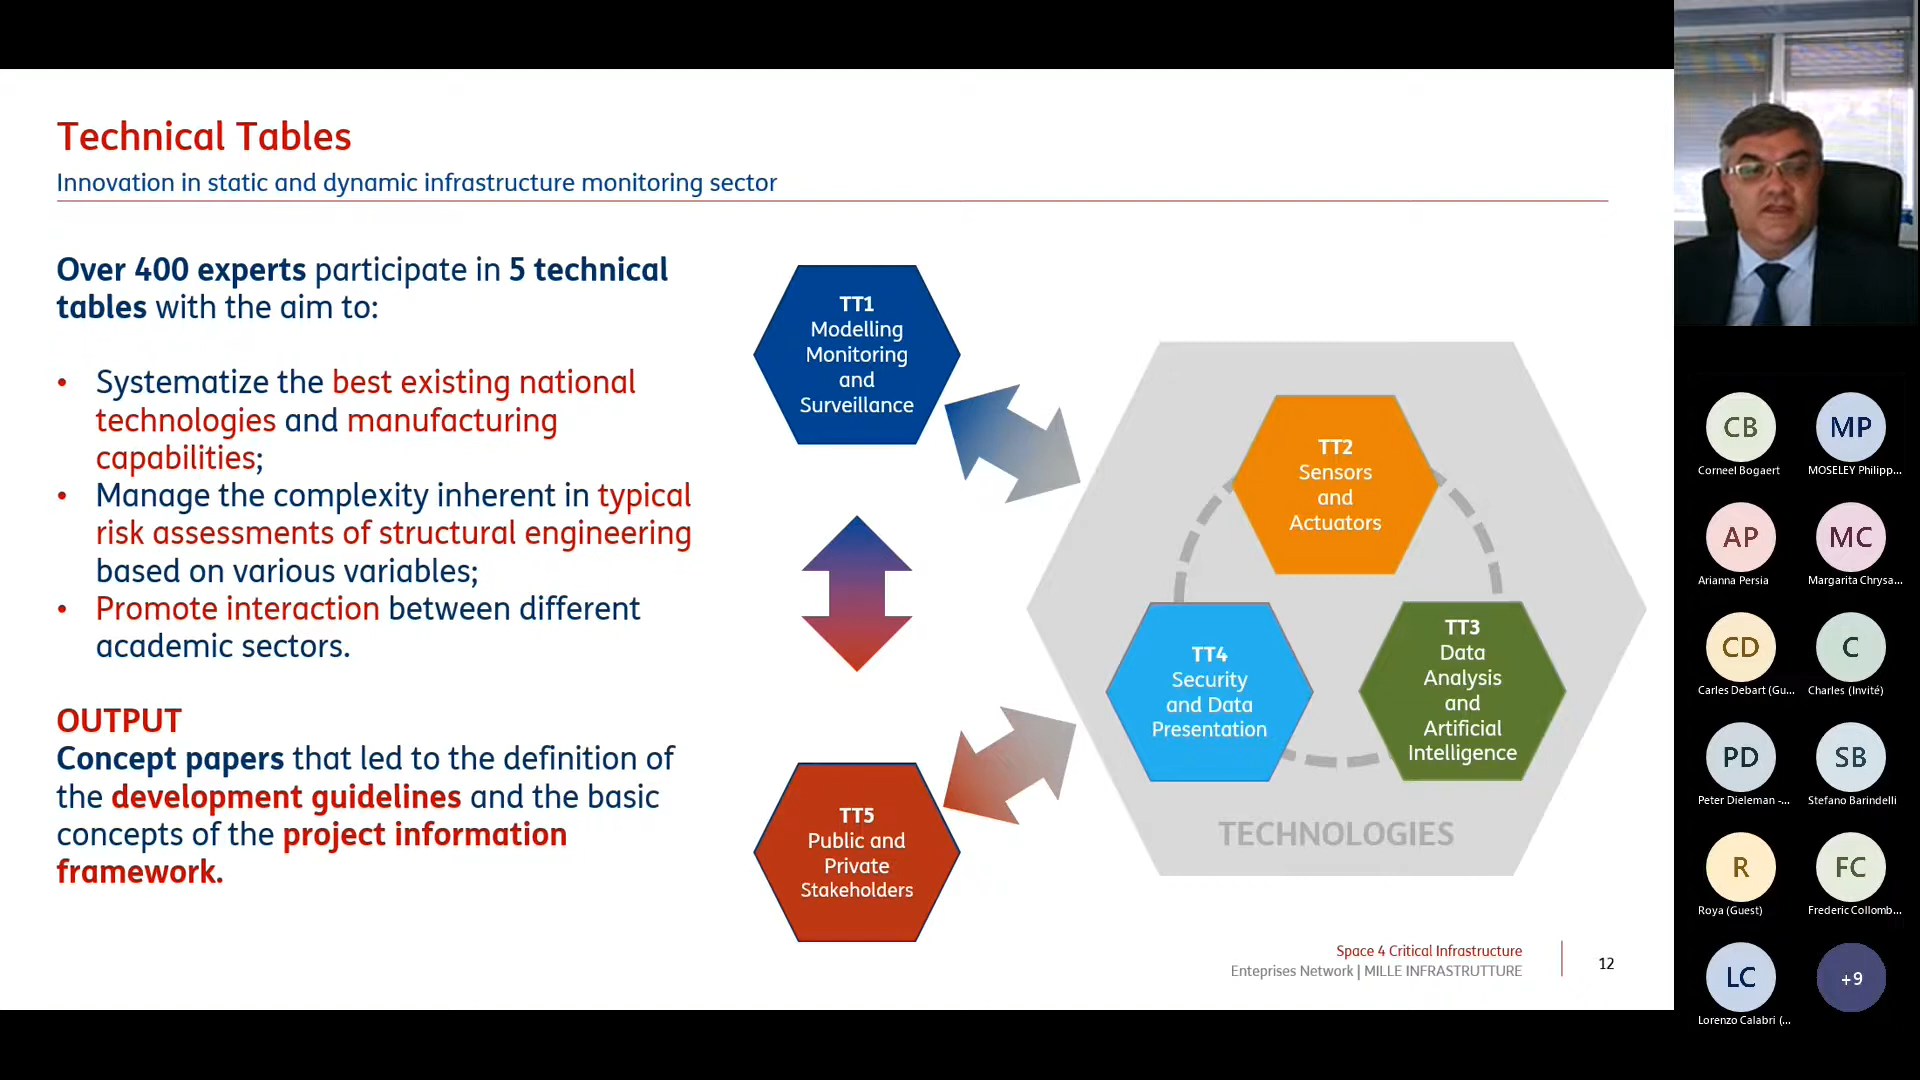 Technical Tables
Innovation in static and dynamic infrastructure monitoring sector
Over 400 experts participate in 5 technical
tables with the aim to:
• Systematize the best existing national
technologies and manufacturing
capabilities;
• Manage the complexity inherent in typical
risk assessments of structural engineering
based on various variables;
• Promote interaction between different
academic sectors.
OUTPUT
Concept papers that led to the definition of
the development guidelines and the basic
concepts of the project information
framework.
TT1
Modelling
Monitoring
and
Surveillance
TT2
Sensors
and
Actuators
TT4
Security
and Data
Presentation
TT3
Data
Analysis
and
Artificial
Intelligence
TECHNOLOGIES
TT5
Public and
Private
Stakeholders
Space 4 Critical Infrastructure
Enteprises Network | MILLE INFRASTRUTTURE
12
CB
Corneel Bogaert
MP
MOSELEY Philipp...
AP
Arianna Persia
MC
Margarita Chrysa...
CD
Carles Debart (Gu...
C
Charles (Invité)
PD
Peter Dieleman -...
SB
Stefano Barindelli
R
Roya (Guest)
FC
Frederic Collomb...
LC
Lorenzo Calabri (...
+9